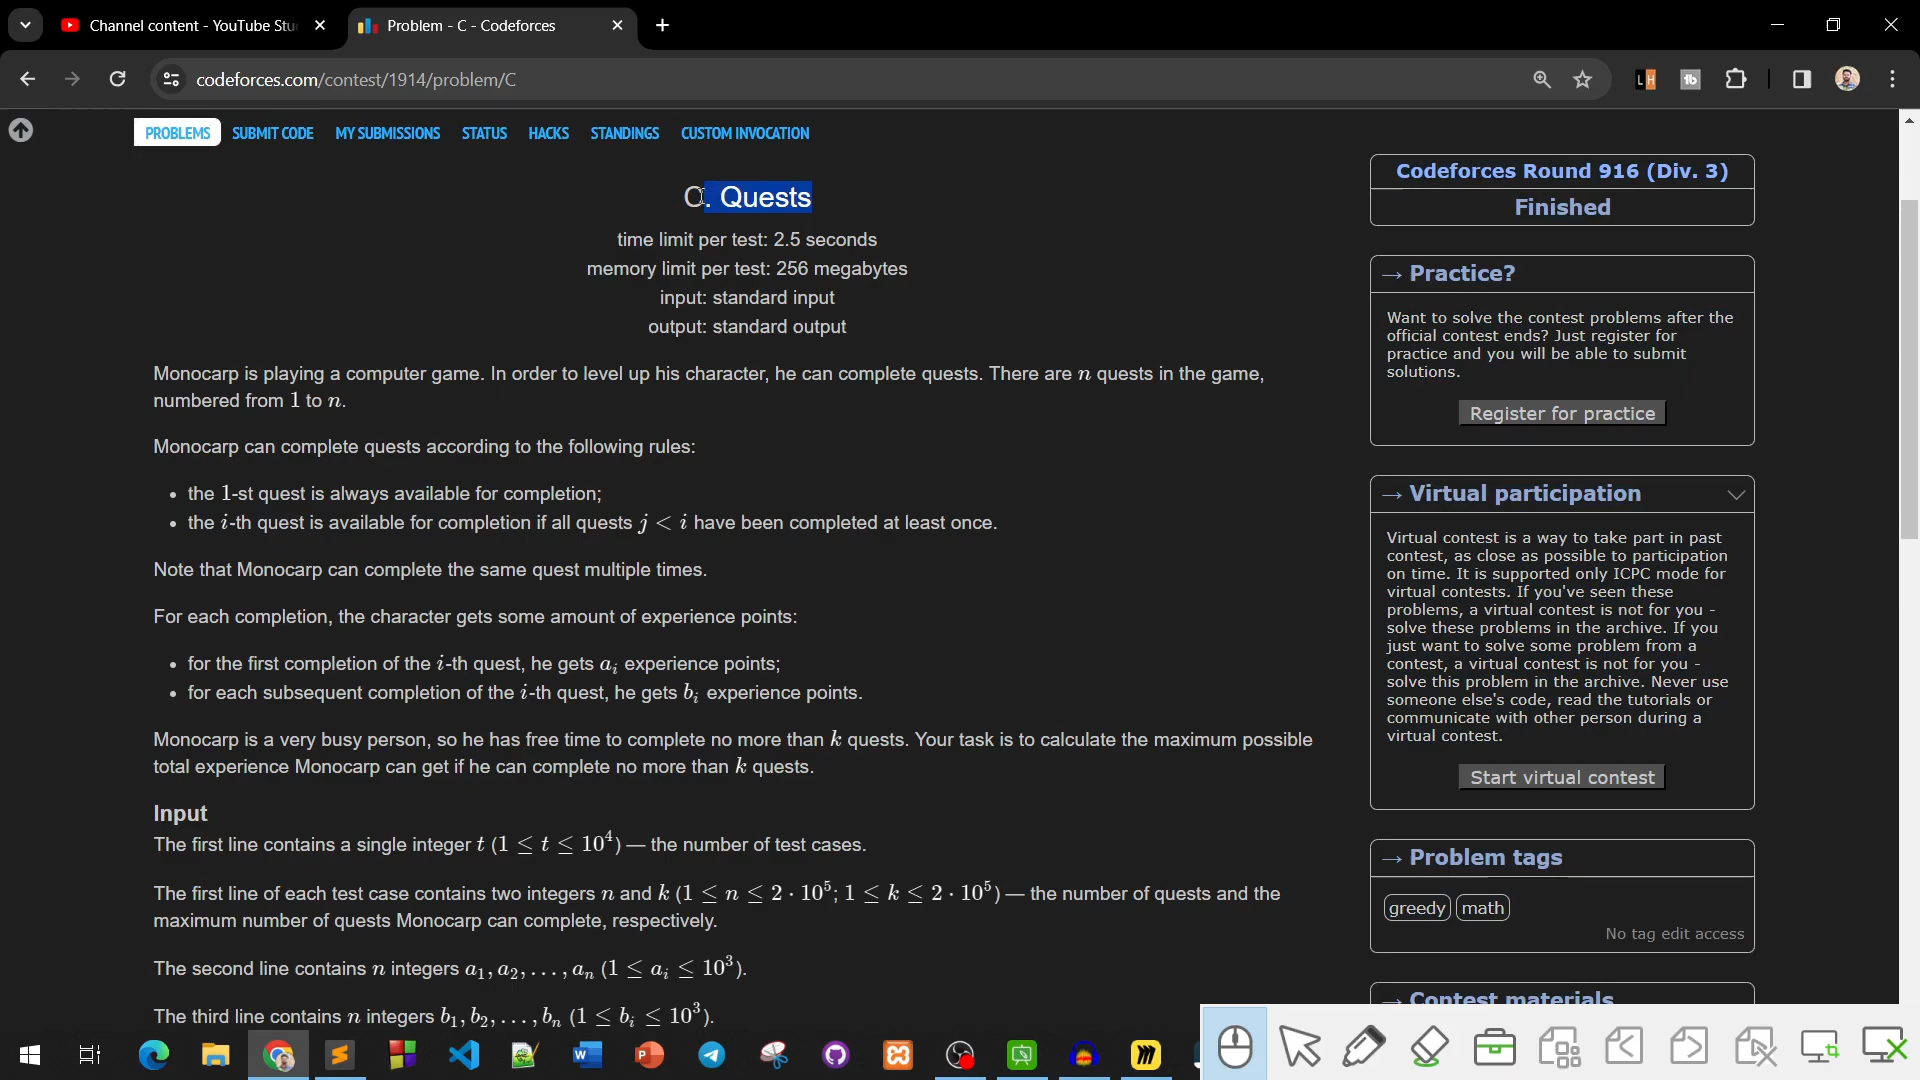 Channel content - YouTube Stu
Problem - C - Codeforces
codeforces.com/contest/1914/problem/C
PROBLEMS SUBMIT CODE MY SUBMISSIONS STATUS HACKS STANDINGS CUSTOM INVOCATION
C. Quests
time limit per test: 2.5 seconds
memory limit per test: 256 megabytes
input: standard input
output: standard output
Monocarp is playing a computer game. In order to level up his character, he can complete quests. There are n quests in the game,
numbered from 1 to n.
Monocarp can complete quests according to the following rules:
• the 1-st quest is always available for completion;
• the i-th quest is available for completion if all quests j < i have been completed at least once.
Note that Monocarp can complete the same quest multiple times.
For each completion, the character gets some amount of experience points:
• for the first completion of the i-th quest, he gets a_i experience points;
• for each subsequent completion of the i-th quest, he gets b_i experience points.
Monocarp is a very busy person, so he has free time to complete no more than k quests. Your task is to calculate the maximum possible
total experience Monocarp can get if he can complete no more than k quests.
Input
The first line contains a single integer t (1 ≤ t ≤ 10^4) — the number of test cases.
The first line of each test case contains two integers n and k (1 ≤ n ≤ 2 · 10^5; 1 ≤ k ≤ 2 · 10^5) — the number of quests and the
maximum number of quests Monocarp can complete, respectively.
The second line contains n integers a_1, a_2, . . . , a_n (1 ≤ a_i ≤ 10^3).
The third line contains n integers b_1, b_2, . . . , b_n (1 ≤ b_i ≤ 10^3).
Codeforces Round 916 (Div. 3)
Finished
→ Practice?
Want to solve the contest problems after the
official contest ends? Just register for
practice and you will be able to submit
solutions.
Register for practice
→ Virtual participation
Virtual contest is a way to take part in past
contest, as close as possible to participation
on time. It is supported only ICPC mode for
virtual contests. If you've seen these
problems, a virtual contest is not for you -
solve these problems in the archive. If you
just want to solve some problem from a
contest, a virtual contest is not for you -
solve this problem in the archive. Never use
someone else's code, read the tutorials or
communicate with other person during a
virtual contest.
Start virtual contest
→ Problem tags
greedy math
No tag edit access
→ Contest materials